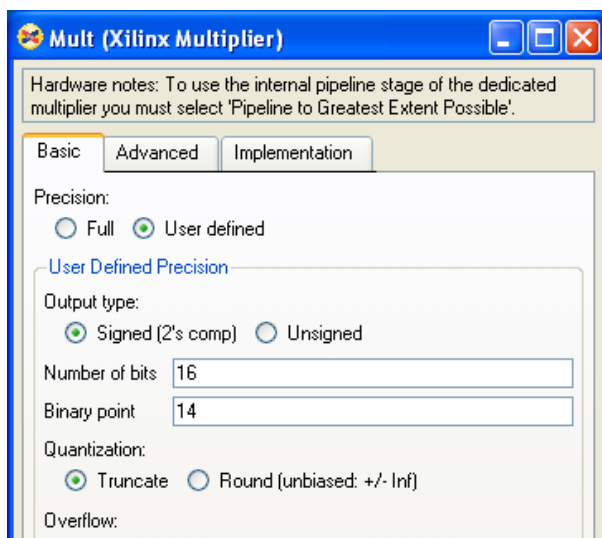 Mult (Xilinx Multiplier)
Hardware notes: To use the internal pipeline stage of the dedicated
multiplier you must select 'Pipeline to Greatest Extent Possible'.
Basic Advanced Implementation
Precision:
Full User defined
User Defined Precision
Output type:
Signed (2's comp) Unsigned
Number of bits 16
Binary point 14
Quantization:
Truncate Round (unbiased: +/- Inf)
Overflow: